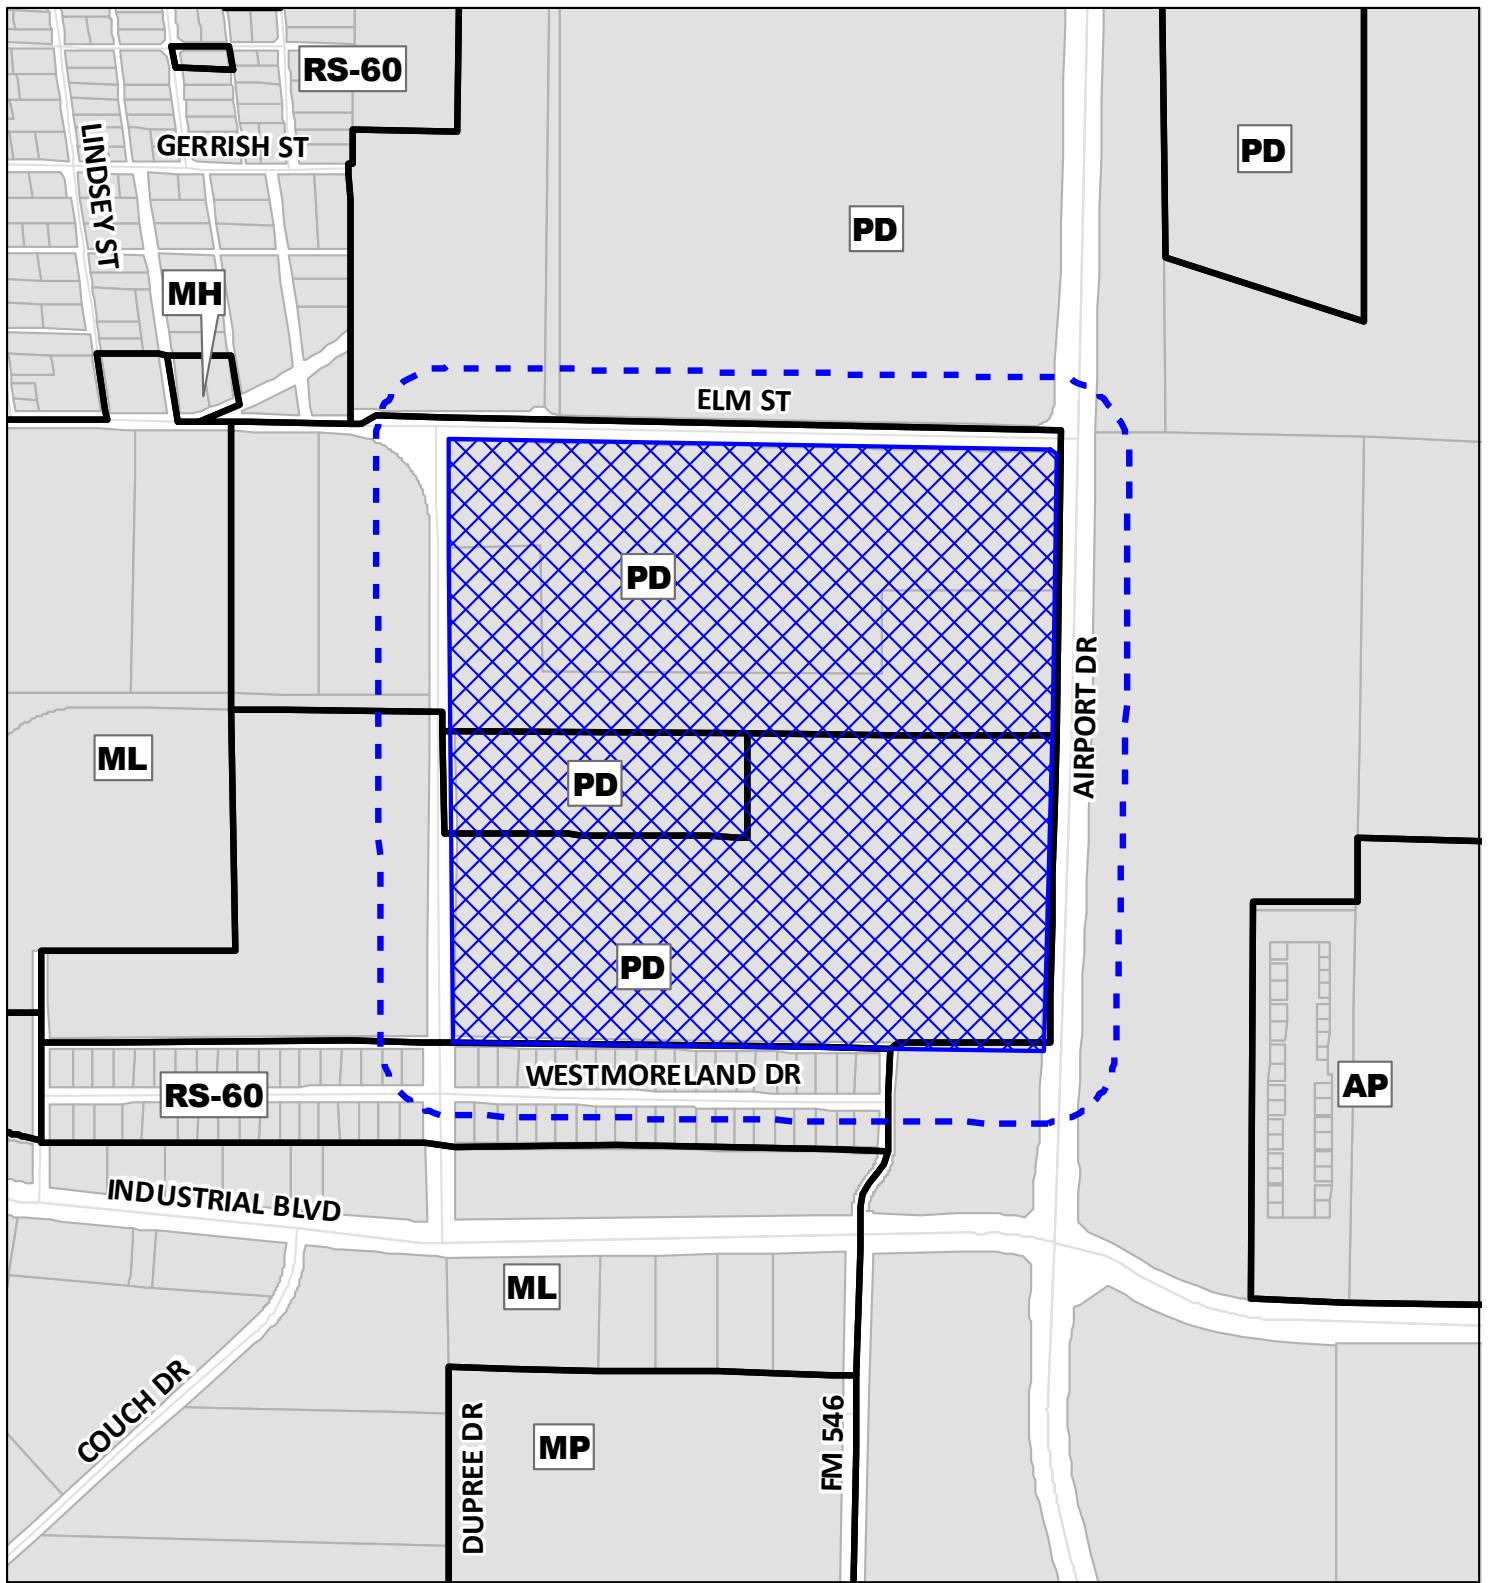 RS-60
GERRISH ST
PD
LINDSEY ST
PD
MH
ELM ST
PD
AIRPORT DR
ML
PD
PD
WESTMORELAND DR
RS-60
AP
INDUSTRIAL BLVD
ML
COUCH DR
DUPREE DR
MP
FM 546